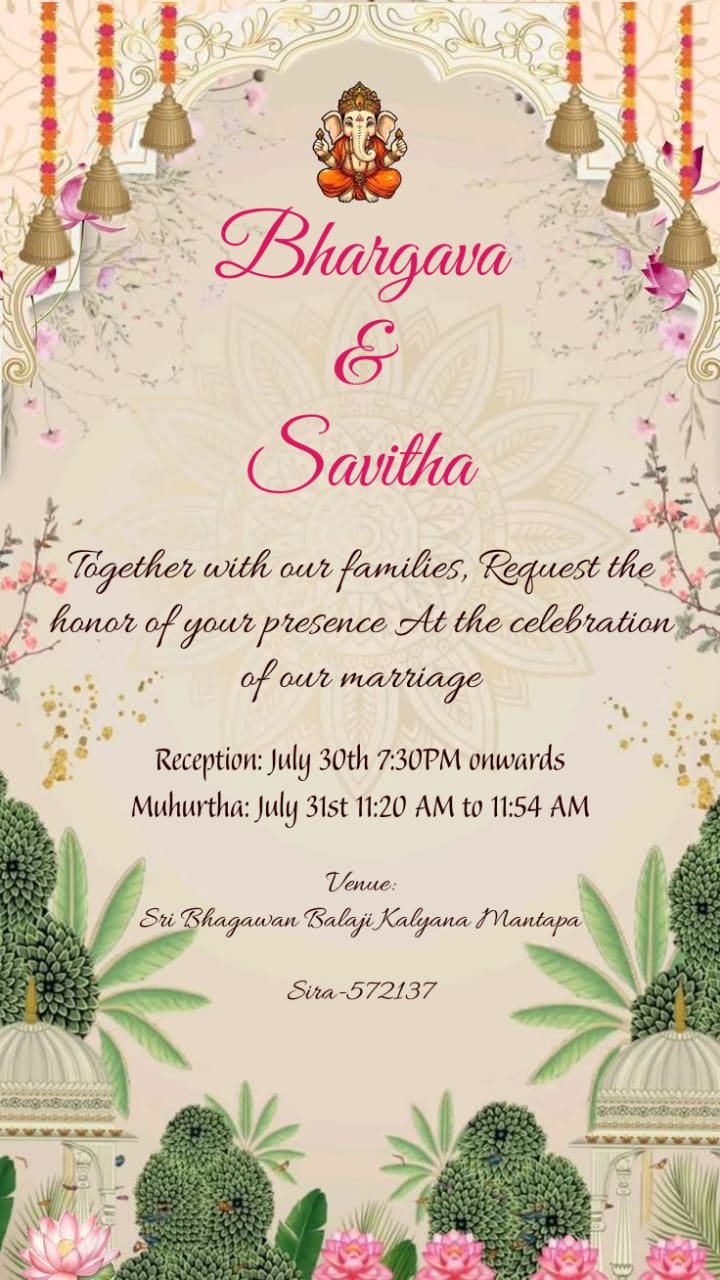 Bhargava
&
Savitha
Together with our families, Request the
honor of your presence At the celebration
of our marriage
Reception: July 30th 7:30PM onwards
Muhurtha: July 31st 11:20 AM to 11:54 AM
Venue:
Sri Bhagawan Balaji Kalyana Mantapa
Sira-572137